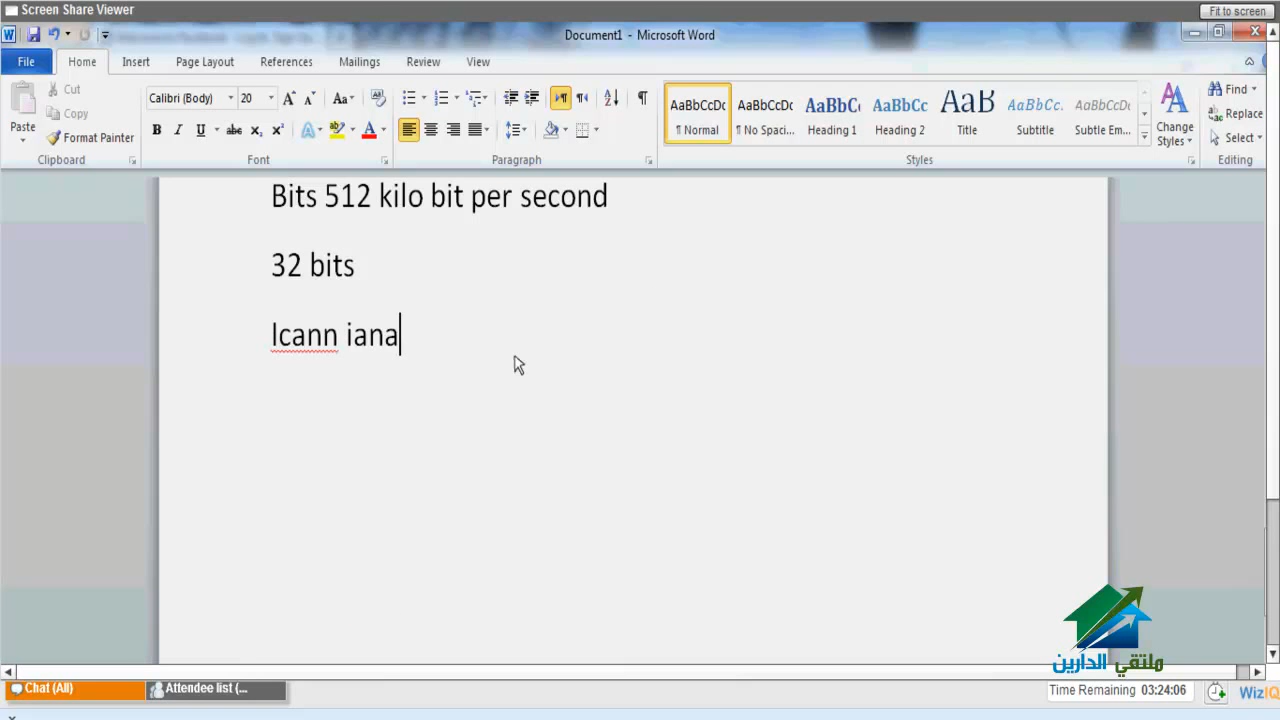 Screen Share Viewer
Fit to screen
Document1 - Microsoft Word
File Home Insert Page Layout References Mailings Review View
Cut
Copy
Format Painter
Paste
Calibri (Body) 20
AaBbCcDc AaBbCcDc AaBbC AaBbCc AaB AaBbCc. AaBbCcDc
¶ Normal ¶ No Spaci... Heading 1 Heading 2 Title Subtitle Subtle Em...
Change Styles
Find
Replace
Select
Clipboard Font Paragraph Styles Editing
Bits 512 kilo bit per second
32 bits
Icann iana
ملتقي الدارين
Chat (All) Attendee list (...
Time Remaining 03:24:06
WizIQ